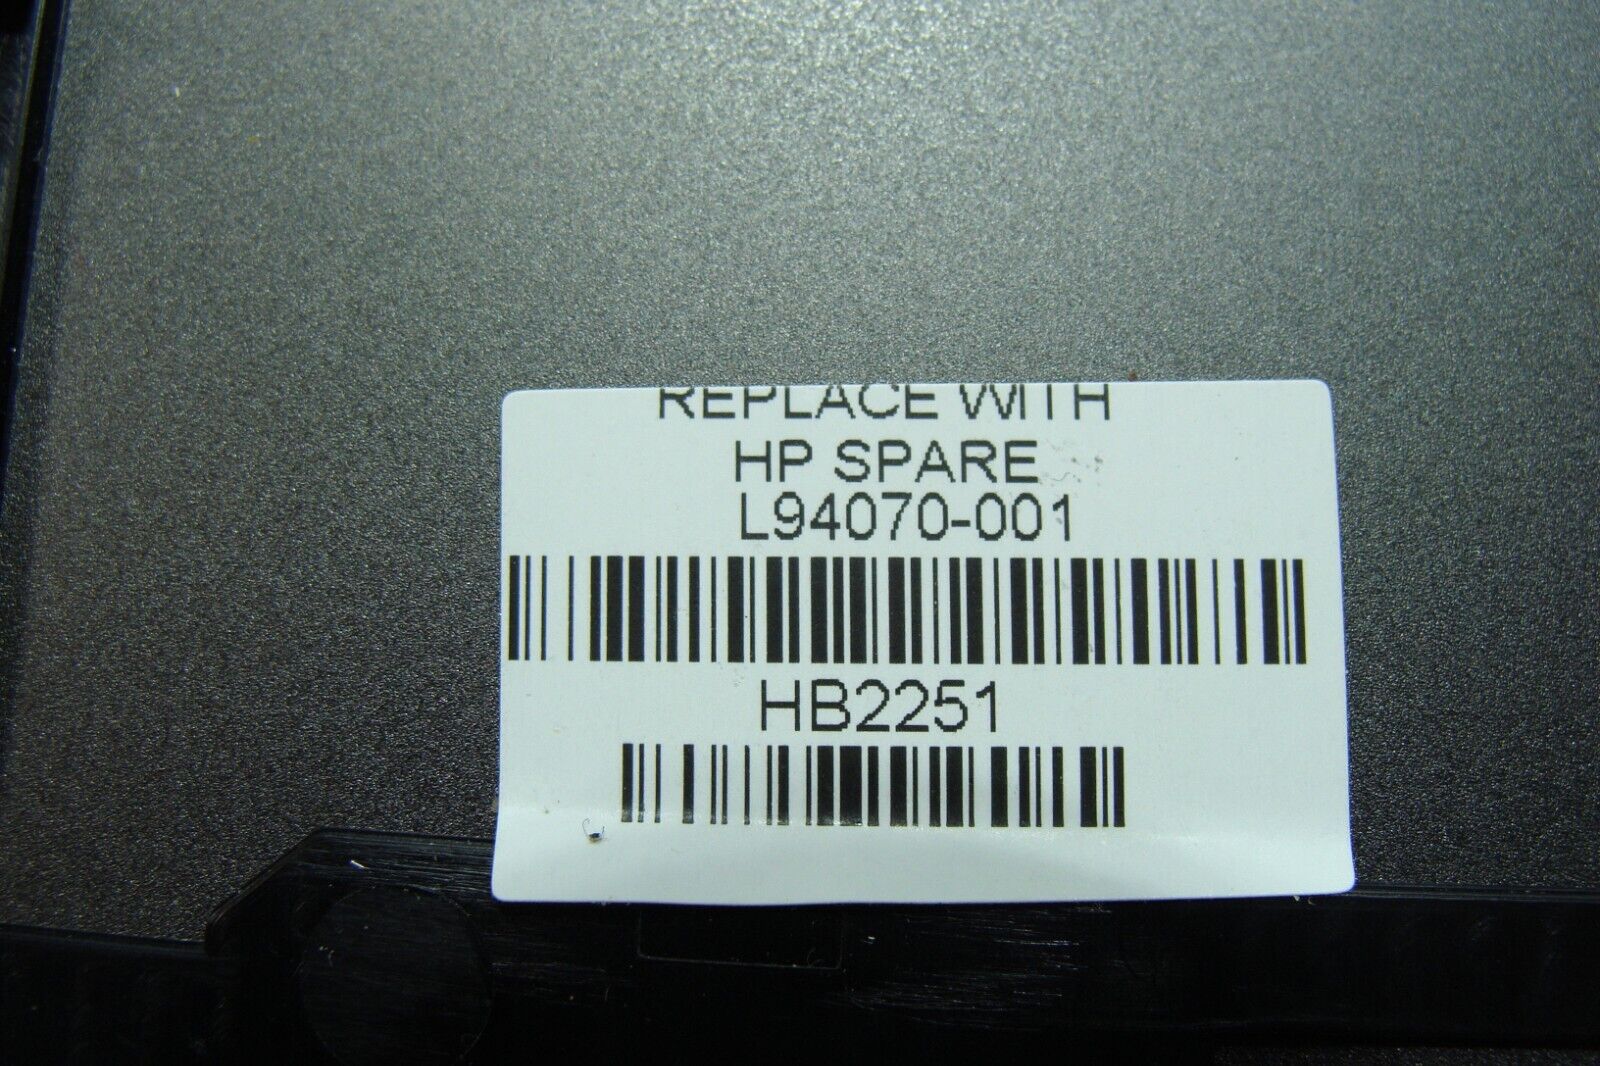 REPLACE WITH
HP SPARE
L94070-001
HB2251